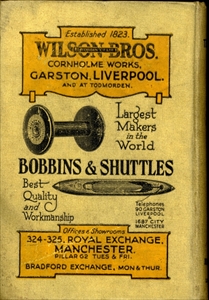 Established 1823.
WILSON BROS.
CORNHOLME WORKS,
GARSTON, LIVERPOOL.
AND AT TODMORDEN.
Largest
Makers
in the
World
BOBBINS & SHUTTLES
Best
Quality
and
Workmanship
Telephones
90 GARSTON
LIVERPOOL
&
1687 CITY
MANCHESTER
Offices & Showrooms
324-325, ROYAL EXCHANGE,
MANCHESTER.
PILLAR G2 TUES & FRI.
BRADFORD EXCHANGE, MON & THUR.